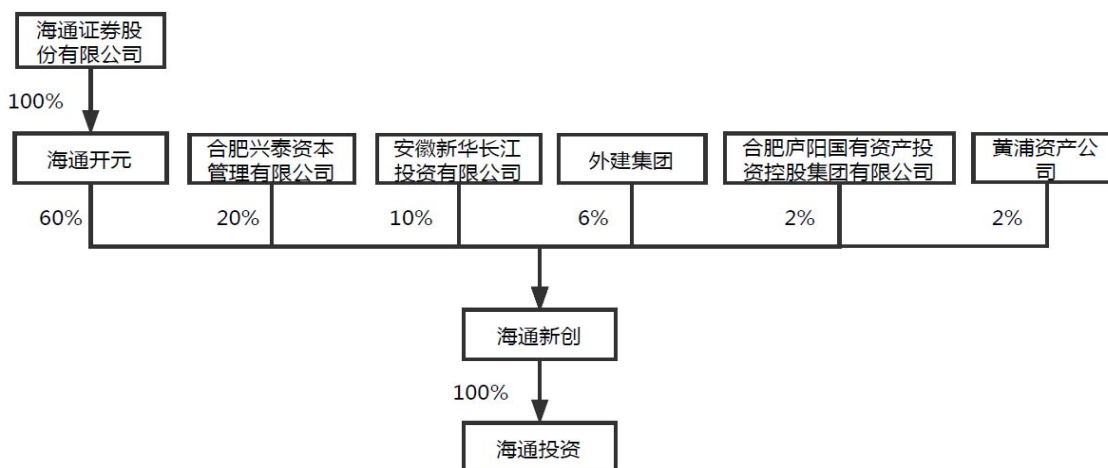 海通证券股
份有限公司
100%
海通开元
合肥兴泰资本
管理有限公司
安徽新华长江
投资有限公司
外建集团
合肥庐阳国有资产投
资控股集团有限公司
黄浦资产公
司
60%
20%
10%
6%
2%
2%
海通新创
100%
海通投资